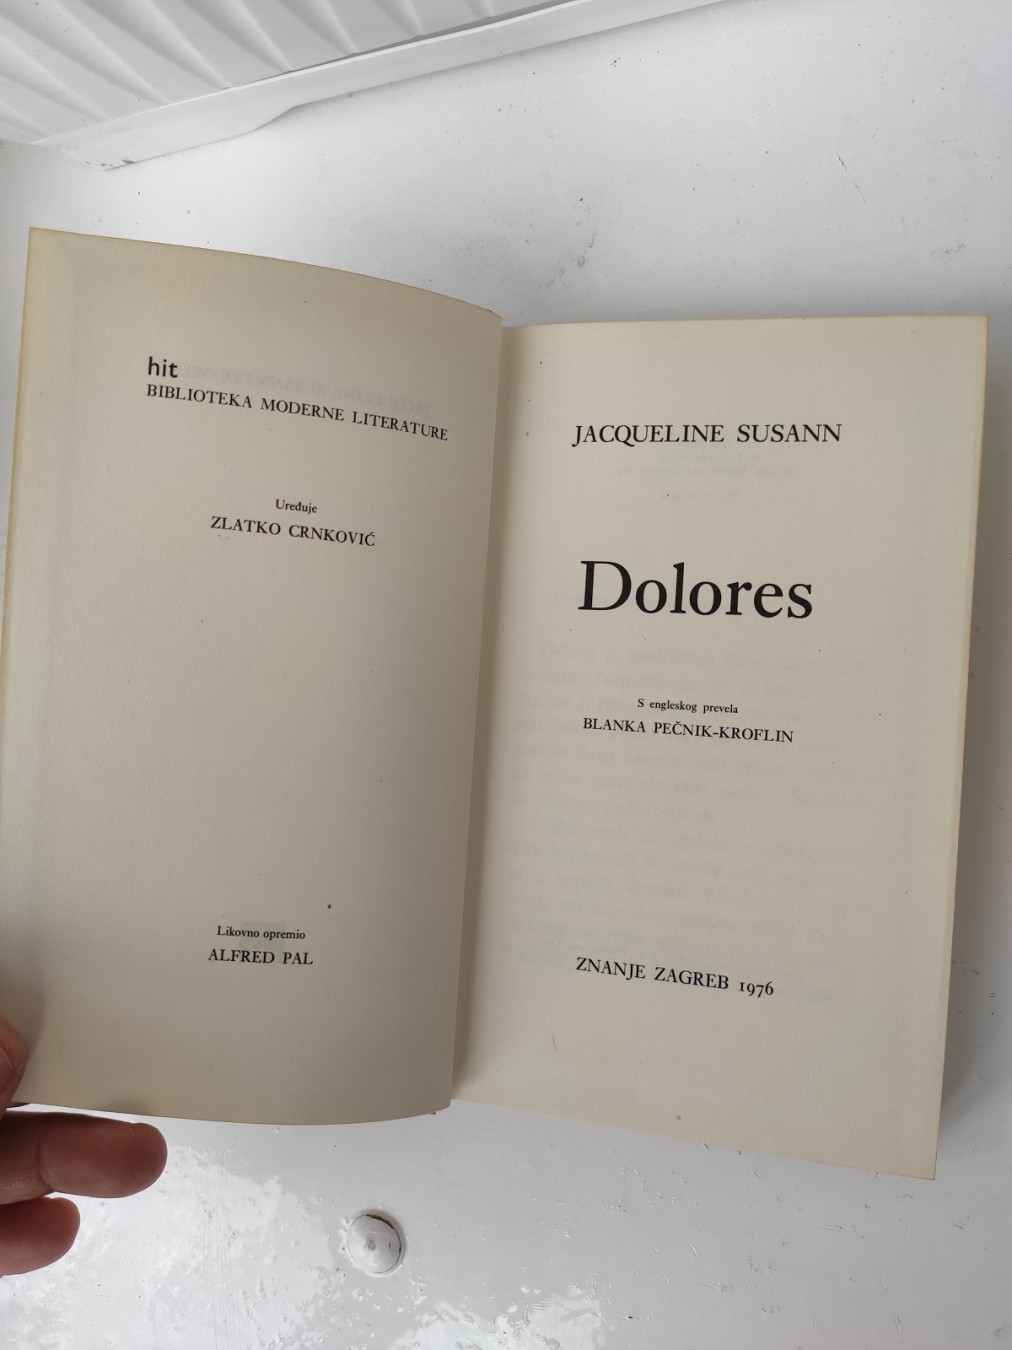 hit
BIBLIOTEKA MODERNE LITERATURE
Uređuje
ZLATKO CRNKOVIĆ
Likovno opremio
ALFRED PAL
JACQUELINE SUSANN
Dolores
S engleskog prevela
BLANKA PEČNIK-KROFLIN
ZNANJE ZAGREB 1976